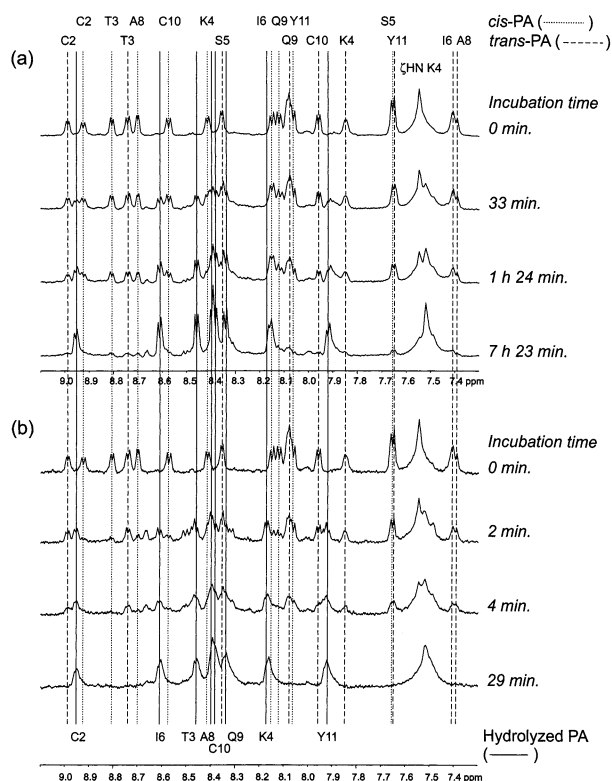 C2 T3 A8 C10 K4 I6 Q9 Y11 S5 cis-PA (............)
C2 T3 S5 Q9 C10 K4 Y11 I6 A8 trans-PA (-------)
(a)
ζHN K4
Incubation time
0 min.
33 min.
1 h 24 min.
7 h 23 min.
9.0 8.9 8.8 8.7 8.6 8.5 8.4 8.3 8.2 8.1 8.0 7.9 7.8 7.7 7.6 7.5 7.4 ppm
(b)
Incubation time
0 min.
2 min.
4 min.
29 min.
C2 I6 T3 A8 Q9 K4 Y11 Hydrolyzed PA
C10 (———)
9.0 8.9 8.8 8.7 8.6 8.5 8.4 8.3 8.2 8.1 8.0 7.9 7.8 7.7 7.6 7.5 7.4 ppm